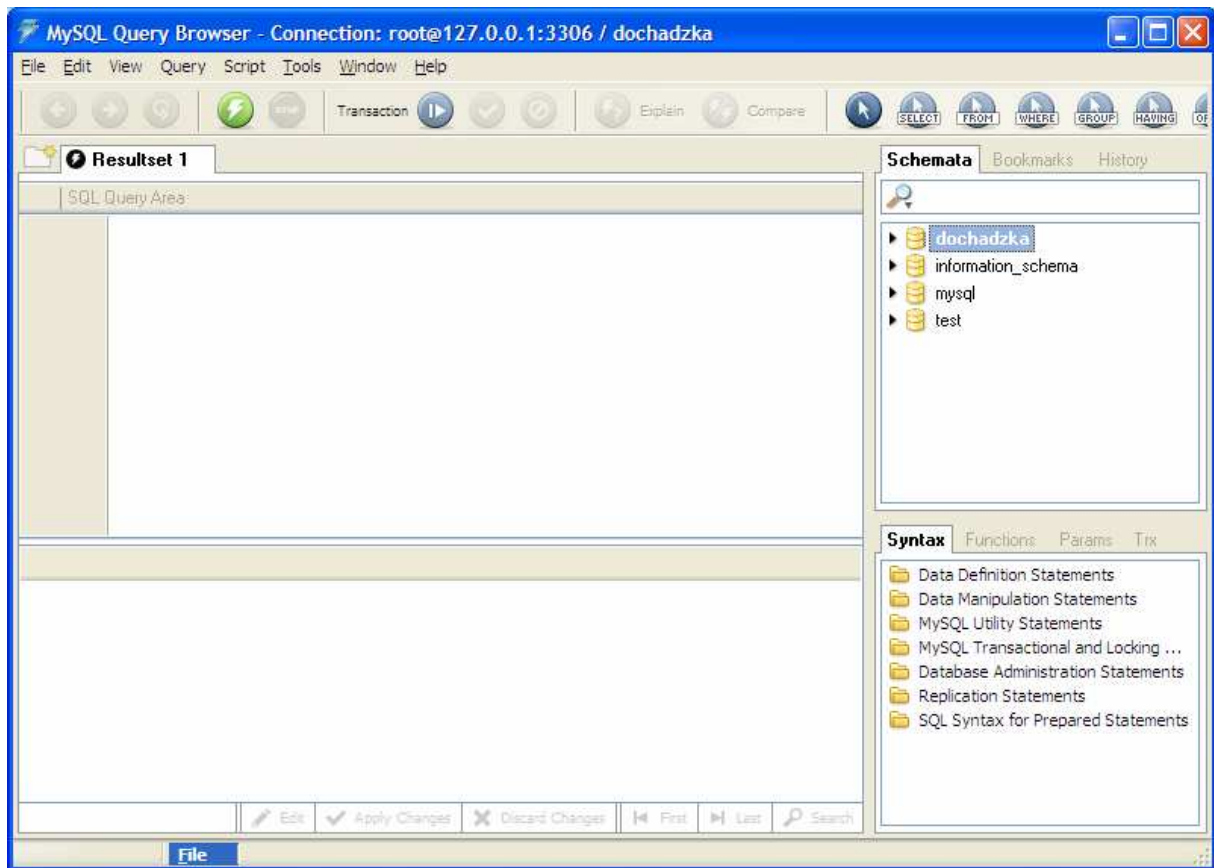 MySQL Query Browser - Connection: root@127.0.0.1:3306 / dochadzka
File Edit View Query Script Tools Window Help
STOP Transaction Explain Compare SELECT FROM WHERE GROUP HAVING
Resultset 1
SQL Query Area
Schemata Bookmarks History
dochadzka
information_schema
mysql
test
Syntax Functions Params Trx
Data Definition Statements
Data Manipulation Statements
MySQL Utility Statements
MySQL Transactional and Locking ...
Database Administration Statements
Replication Statements
SQL Syntax for Prepared Statements
Edit Apply Changes Discard Changes First Last Search
File